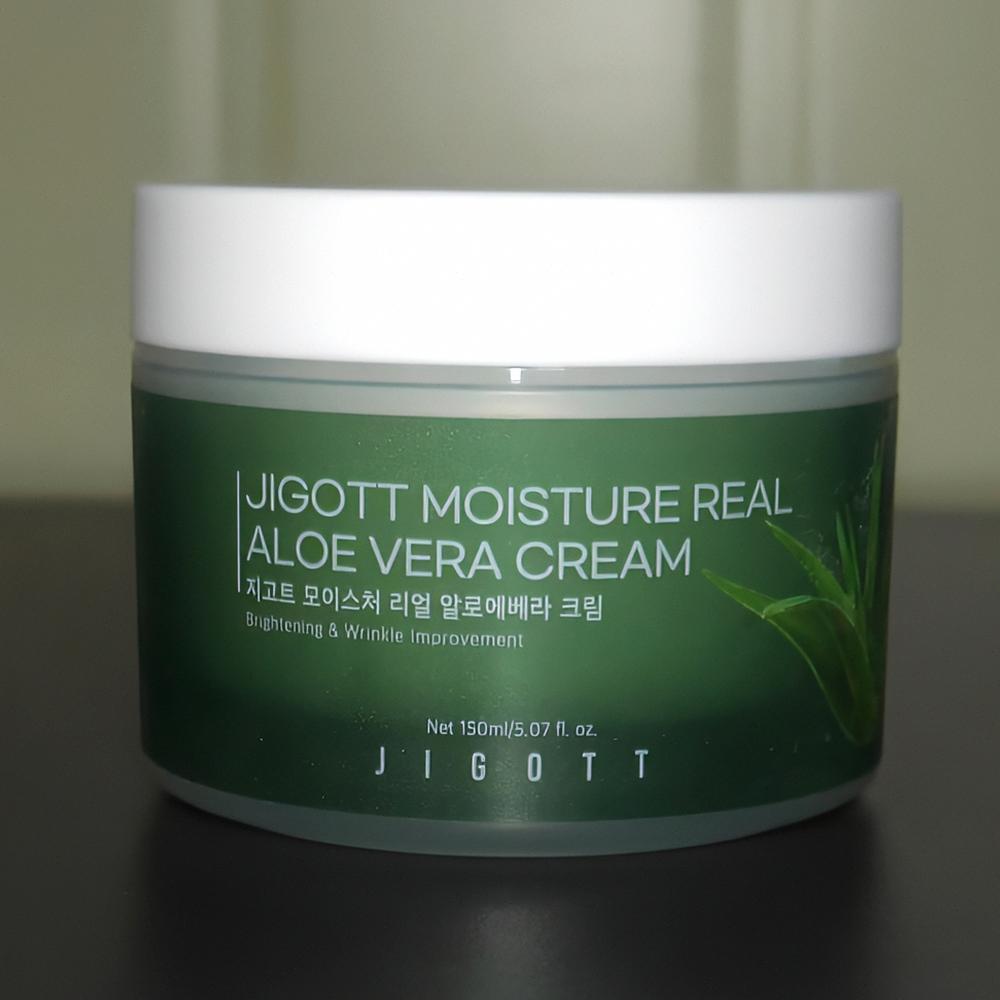 JIGOTT MOISTURE REAL
ALOE VERA CREAM
지고트 모이스처 리얼 알로에베라 크림
Brightening & Wrinkle Improvement
Net 150ml/5.07 fl. oz.
JIGOTT